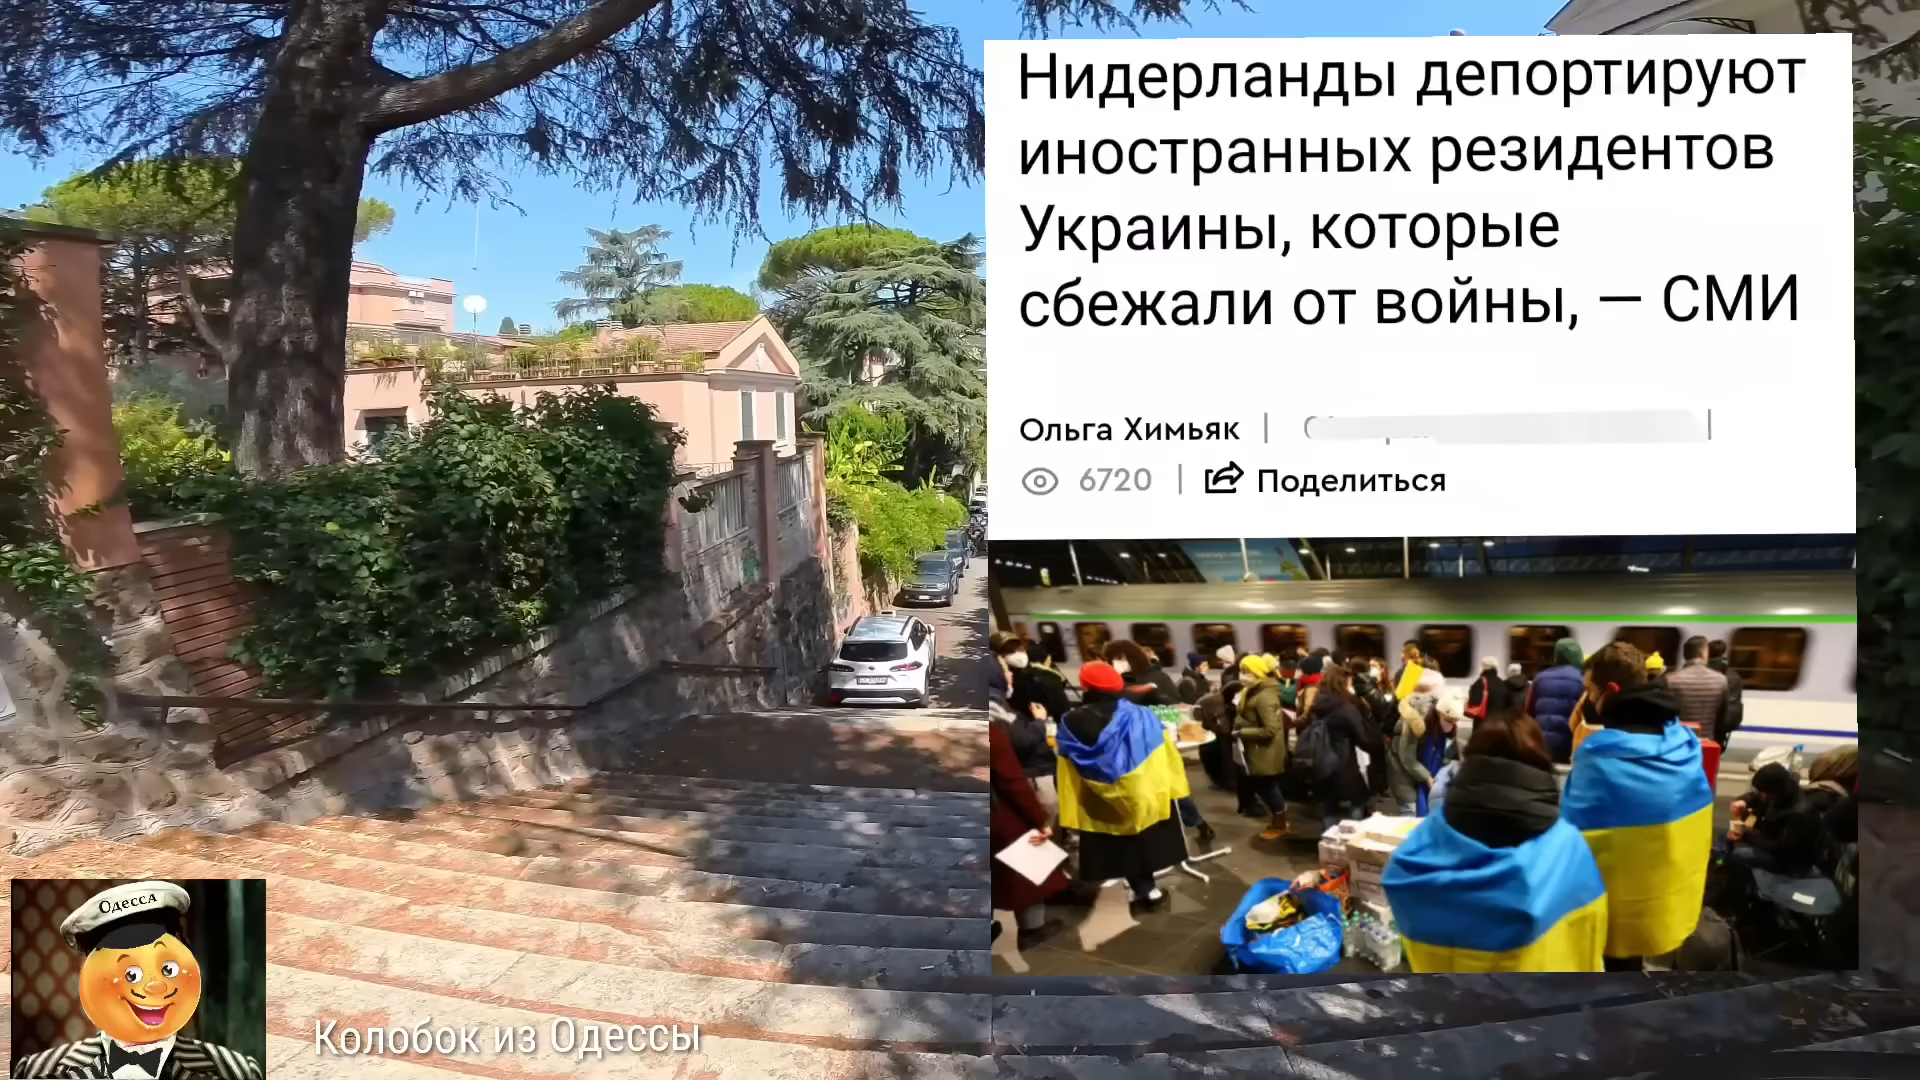 Нидерланды депортируют
иностранных резидентов
Украины, которые
сбежали от войны, — СМИ
Ольга Химьяк |
6720 | Поделиться
Одесса
Колобок из Одессы